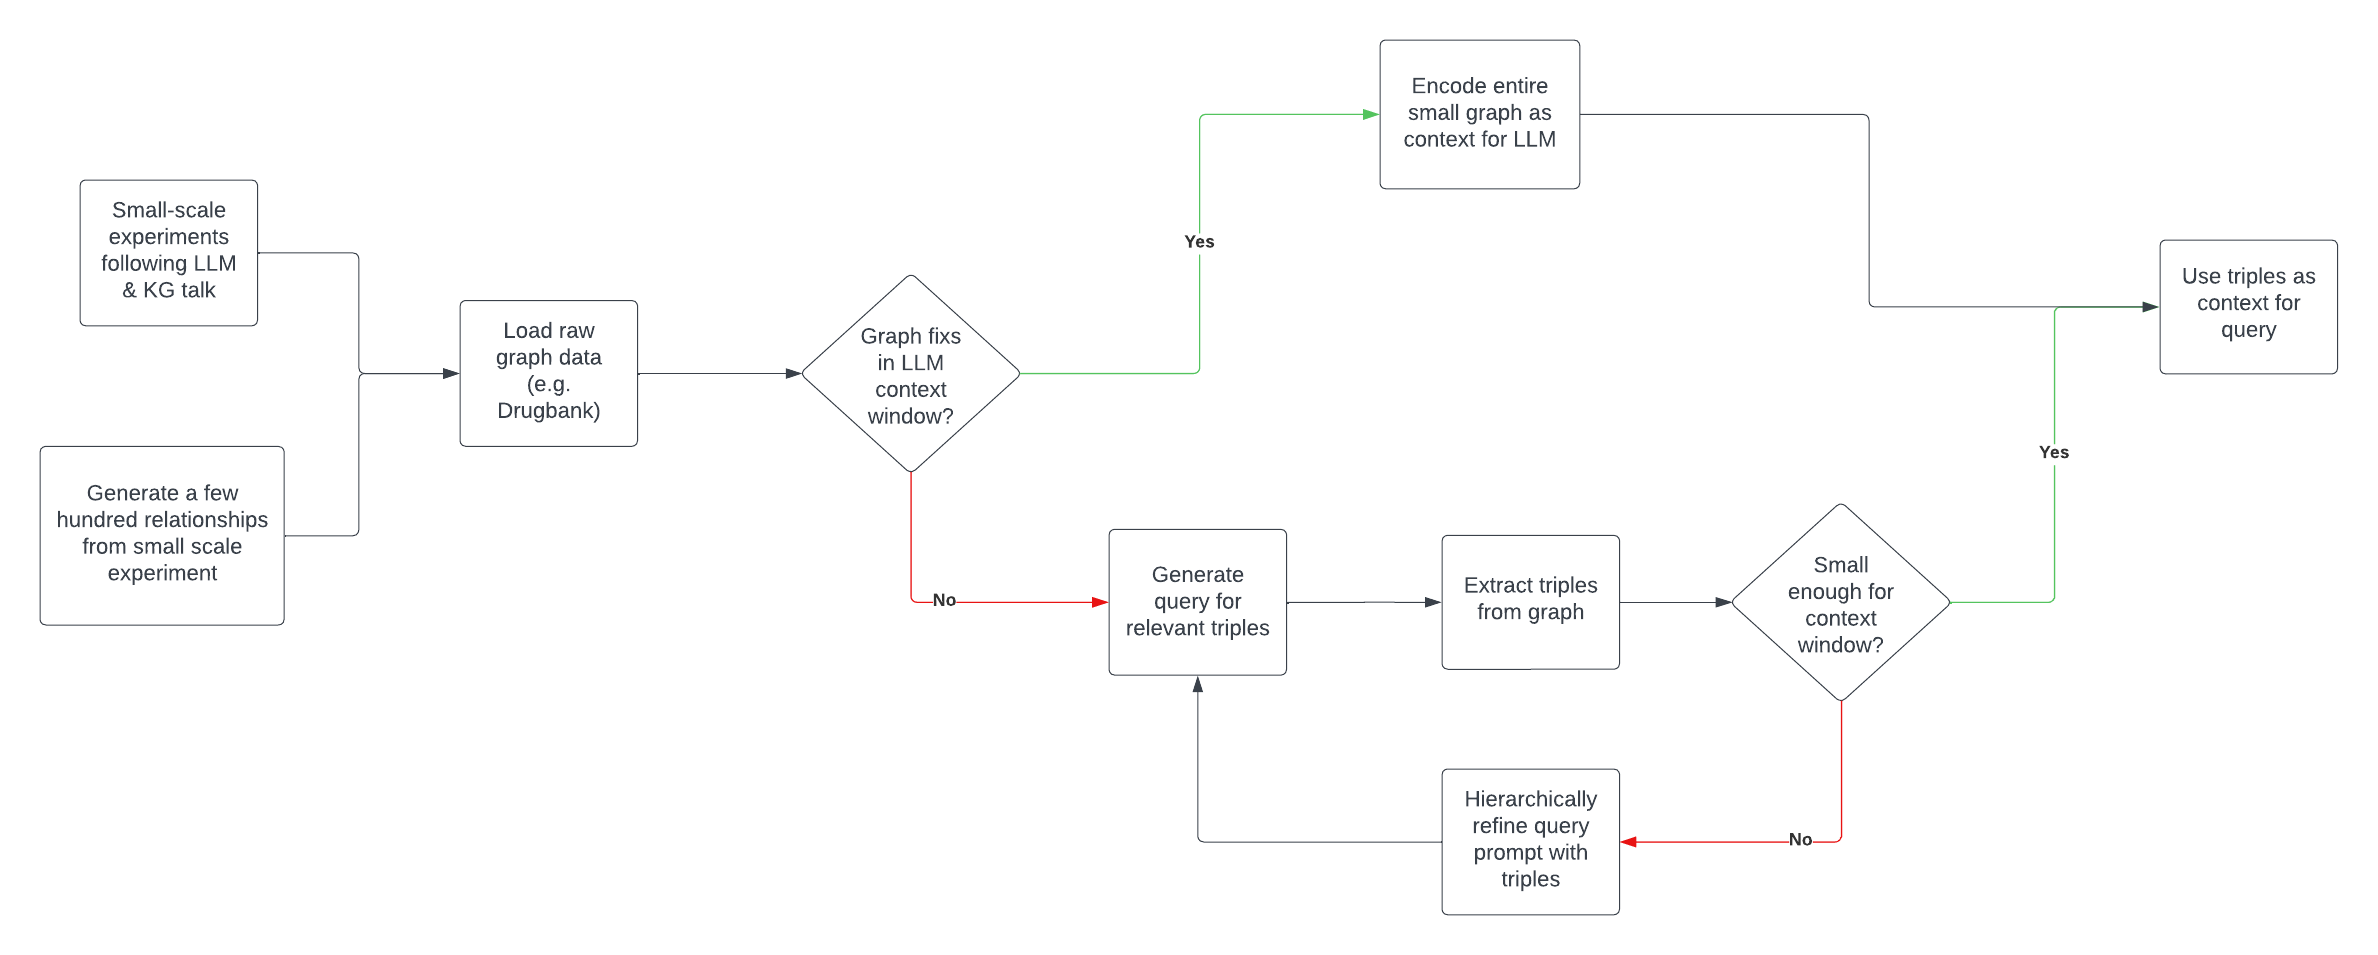 Small-scale
experiments
following LLM
& KG talk
Generate a few
hundred relationships
from small scale
experiment
Load raw
graph data
(e.g.
Drugbank)
Graph fixs
in LLM
context
window?
Yes
Encode entire
small graph as
context for LLM
No
Generate
query for
relevant triples
Extract triples
from graph
Small
enough for
context
window?
Yes
Use triples as
context for
query
No
Hierarchically
refine query
prompt with
triples